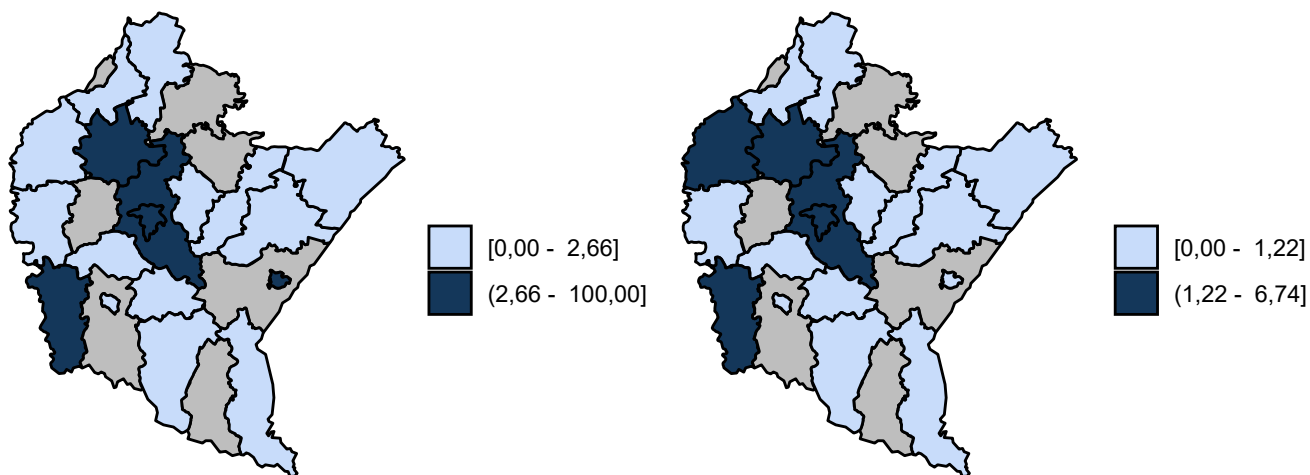 [0,00 - 2,66]
(2,66 - 100,00]
[0,00 - 1,22]
(1,22 - 6,74]